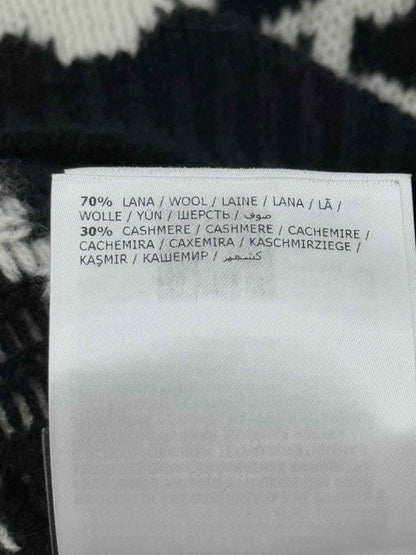 70% LANA / WOOL / LAINE / LANA / LÃ /
WOLLE / YÜN / ШЕРСТЬ / صوف /
30% CASHMERE / CASHMERE / CACHEMIRE /
CACHEMIRA / CAXEMIRA / KASCHMIRZIEGE /
KAŞMIR / КАШЕМИР / كشمير